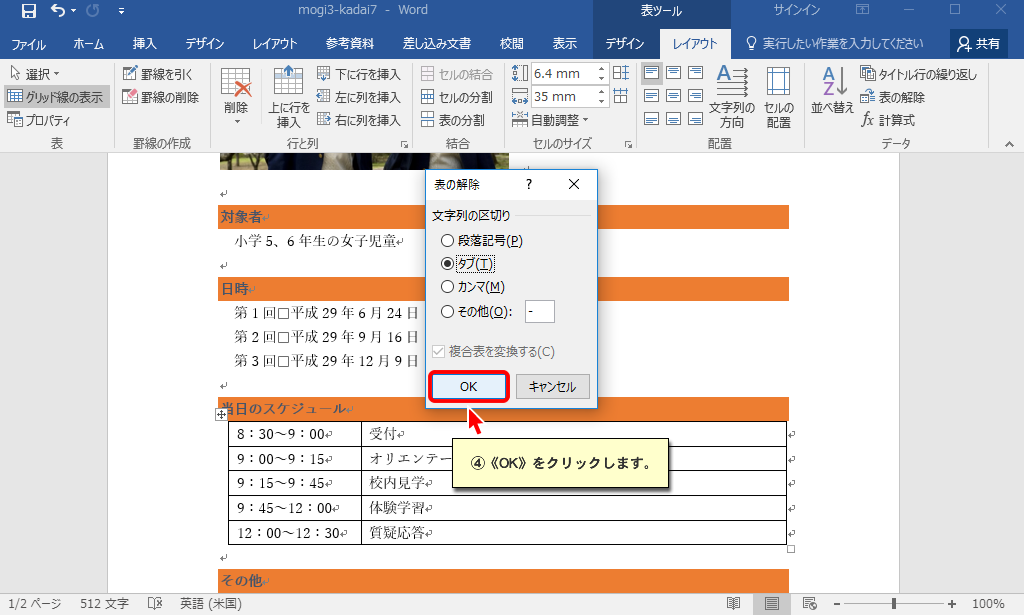 mogi3-kadai7 - Word
表ツール
サインイン
ファイル ホーム 挿入 デザイン レイアウト 参考資料 差し込み文書 校閲 表示 デザイン レイアウト 実行したい作業を入力してください 共有
選択
グリッド線の表示
プロパティ
表
罫線を引く
罫線の削除
罫線の作成
削除
上に行を
挿入
下に行を挿入
左に列を挿入
右に列を挿入
行と列
セルの結合
セルの分割
表の分割
結合
6.4 mm
35 mm
自動調整
セルのサイズ
文字列の
方向
セルの
配置
配置
並べ替え
タイトル行の繰り返し
表の解除
fx 計算式
データ
対象者
小学 5、6 年生の女子児童
日時
第 1 回□平成 29 年 6 月 24 日
第 2 回□平成 29 年 9 月 16 日
第 3 回□平成 29 年 12 月 9 日
当日のスケジュール
8：30～9：00 受付
9：00～9：15 オリエンテー
9：15～9：45 校内見学
9：45～12：00 体験学習
12：00～12：30 質疑応答
その他
表の解除 ?
文字列の区切り
段落記号(P)
タブ(T)
カンマ(M)
その他(O): -
複合表を変換する(C)
OK キャンセル
④《OK》をクリックします。
1/2 ページ 512 文字 英語 (米国) 100%